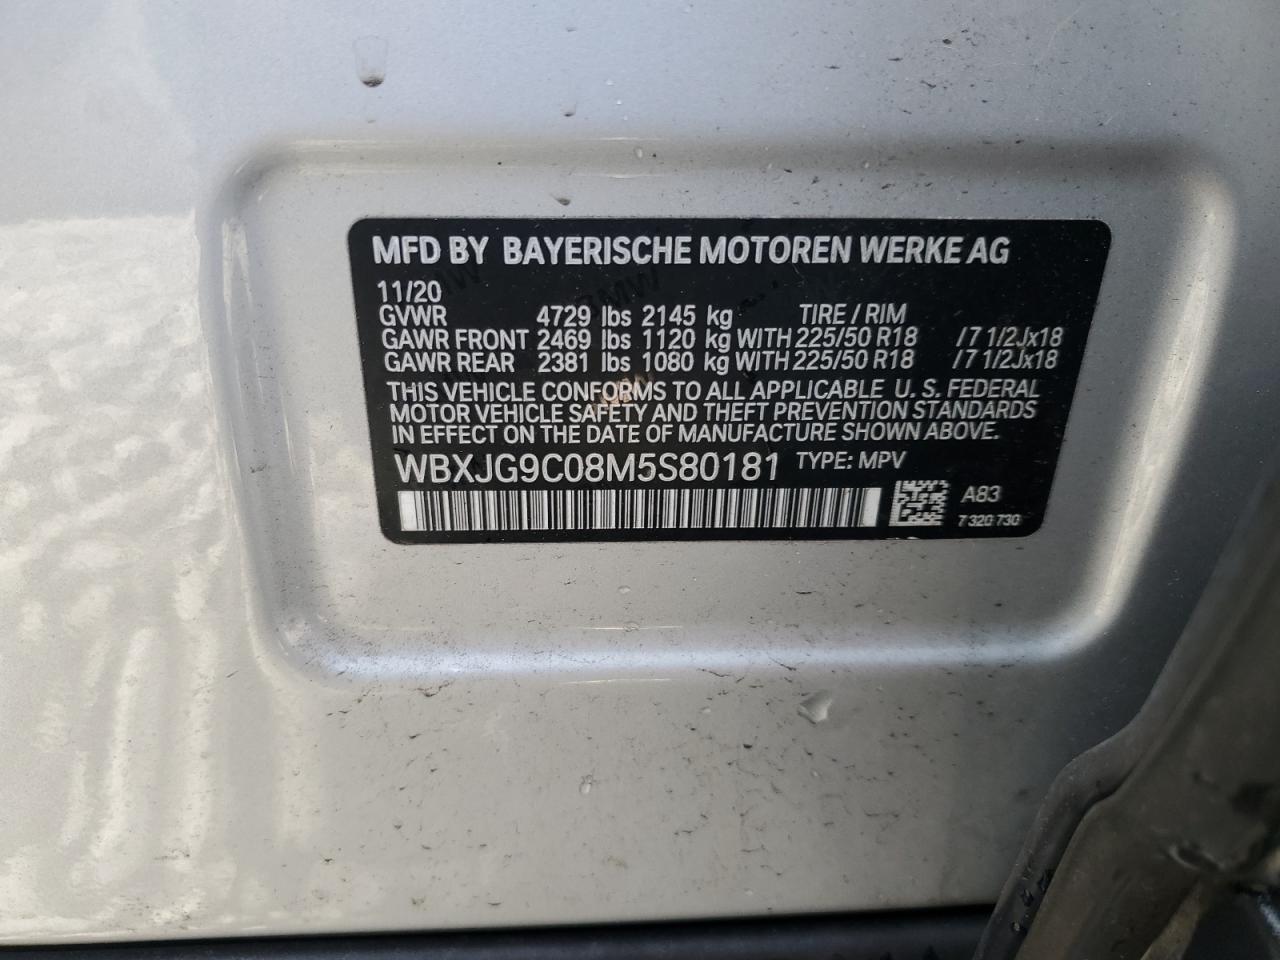 MFD BY BAYERISCHE MOTOREN WERKE AG
11/20
GVWR 4729 lbs 2145 kg TIRE / RIM
GAWR FRONT 2469 lbs 1120 kg WITH 225/50 R18 /7 1/2Jx18
GAWR REAR 2381 lbs 1080 kg WITH 225/50 R18 /7 1/2Jx18
THIS VEHICLE CONFORMS TO ALL APPLICABLE U. S. FEDERAL
MOTOR VEHICLE SAFETY AND THEFT PREVENTION STANDARDS
IN EFFECT ON THE DATE OF MANUFACTURE SHOWN ABOVE.
WBXJG9C08M5S80181 TYPE: MPV
A83
7 320 730